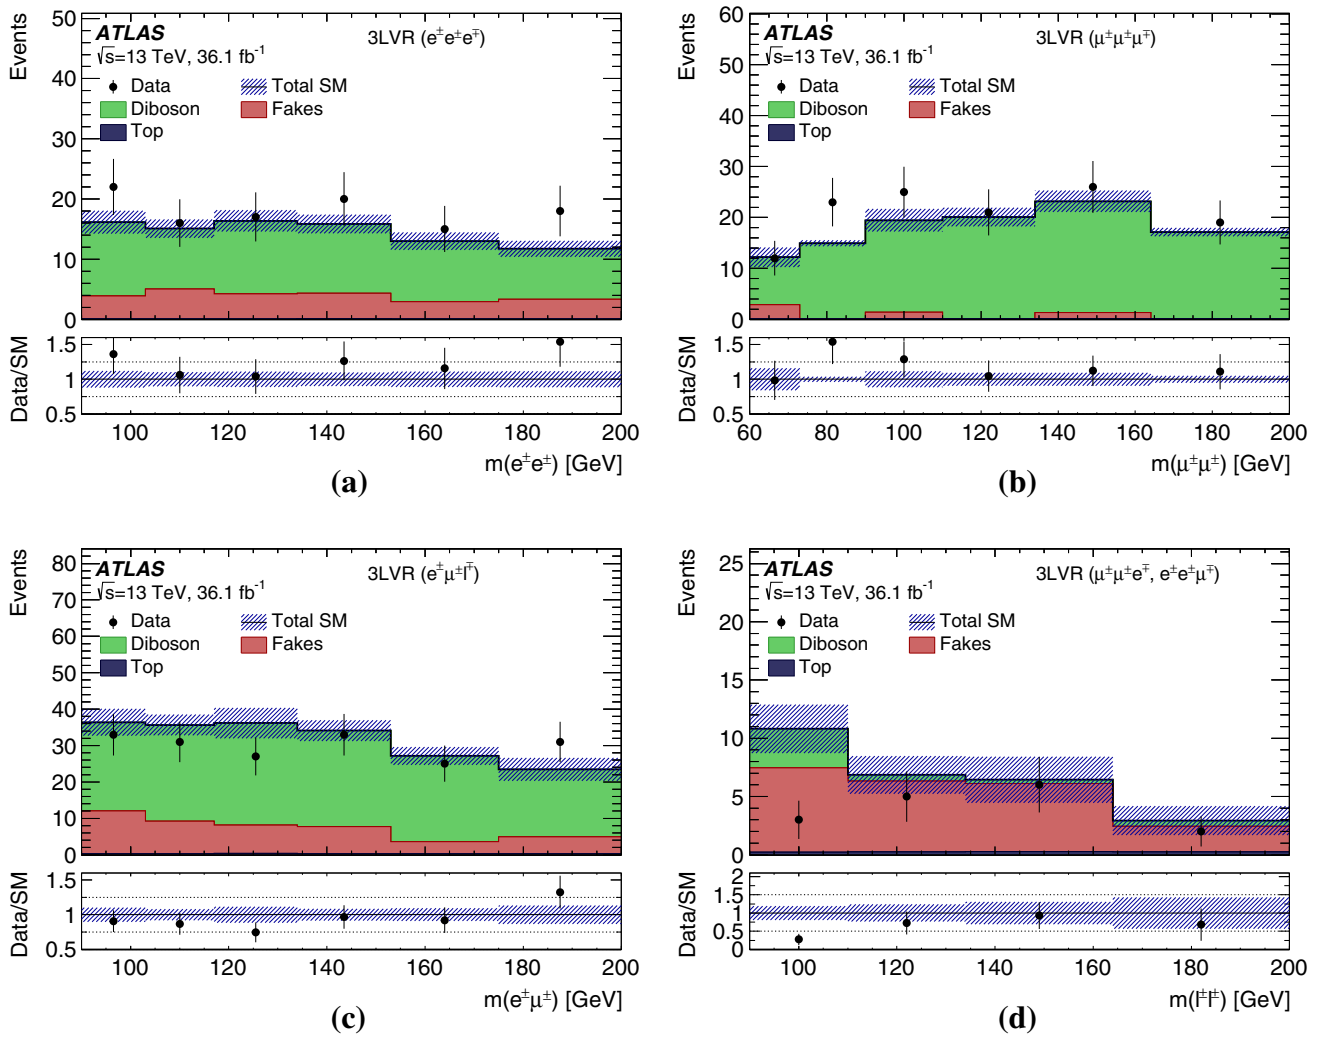 Events
50
40
30
20
10
0
ATLAS
√s=13 TeV, 36.1 fb⁻¹
3LVR (e±e±e∓)
Data
Total SM
Diboson
Fakes
Top
Data/SM
1.5
1
0.5
100 120 140 160 180 200
m(e±e±) [GeV]
(a)
Events
60
50
40
30
20
10
0
ATLAS
√s=13 TeV, 36.1 fb⁻¹
3LVR (μ±μ±μ∓)
Data
Total SM
Diboson
Fakes
Top
Data/SM
1.5
1
0.5
60 80 100 120 140 160 180 200
m(μ±μ±) [GeV]
(b)
Events
80
70
60
50
40
30
20
10
0
ATLAS
√s=13 TeV, 36.1 fb⁻¹
3LVR (e±μ±l∓)
Data
Total SM
Diboson
Fakes
Top
Data/SM
1.5
1
0.5
100 120 140 160 180 200
m(e±μ±) [GeV]
(c)
Events
25
20
15
10
5
0
ATLAS
√s=13 TeV, 36.1 fb⁻¹
3LVR (μ±μ±e∓, e±e±μ∓)
Data
Total SM
Diboson
Fakes
Top
Data/SM
2
1.5
1
0.5
0
100 120 140 160 180 200
m(l±l±) [GeV]
(d)